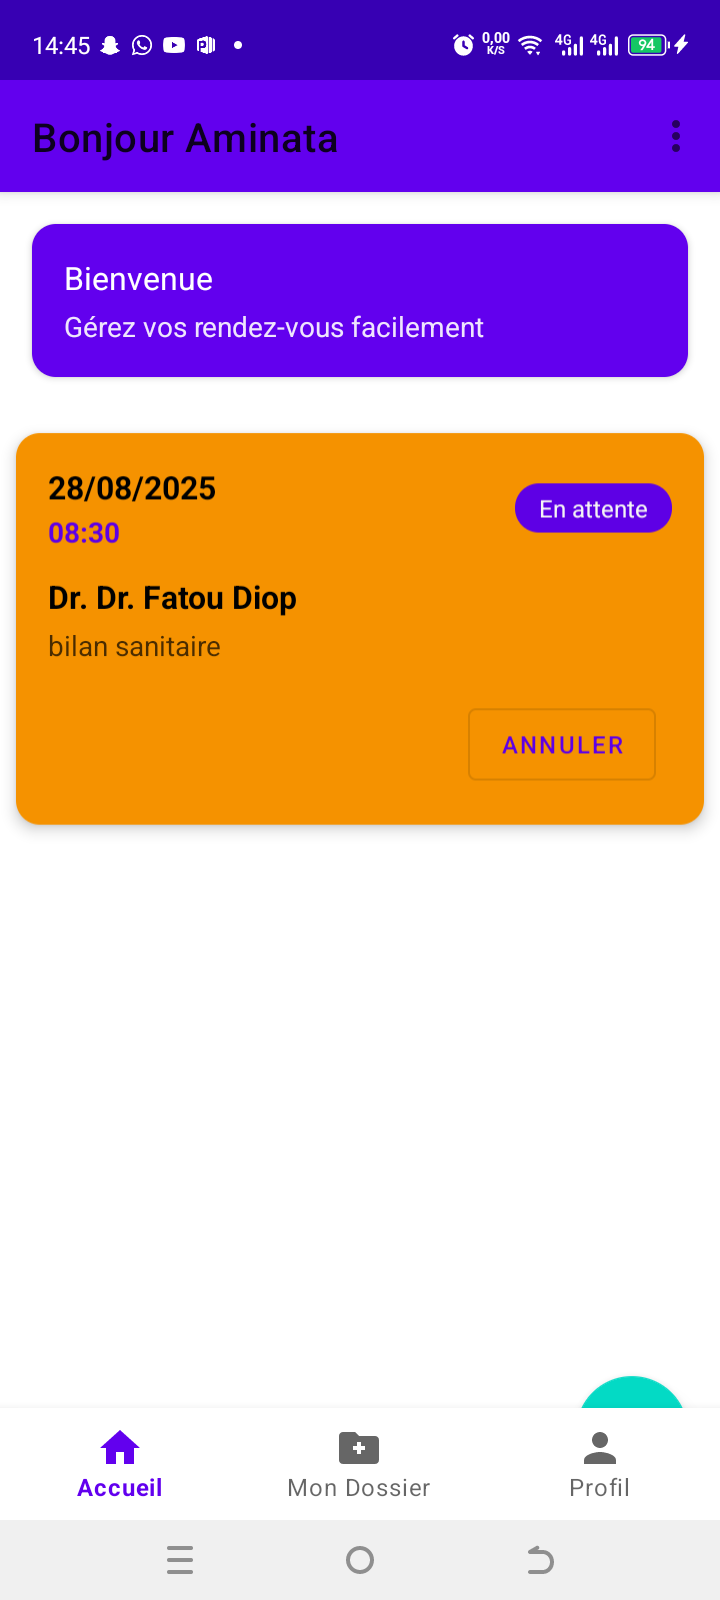 14:45
0,00
K/S
4G
4G
94
Bonjour Aminata
Bienvenue
Gérez vos rendez-vous facilement
28/08/2025
08:30
En attente
Dr. Dr. Fatou Diop
bilan sanitaire
ANNULER
Accueil
Mon Dossier
Profil